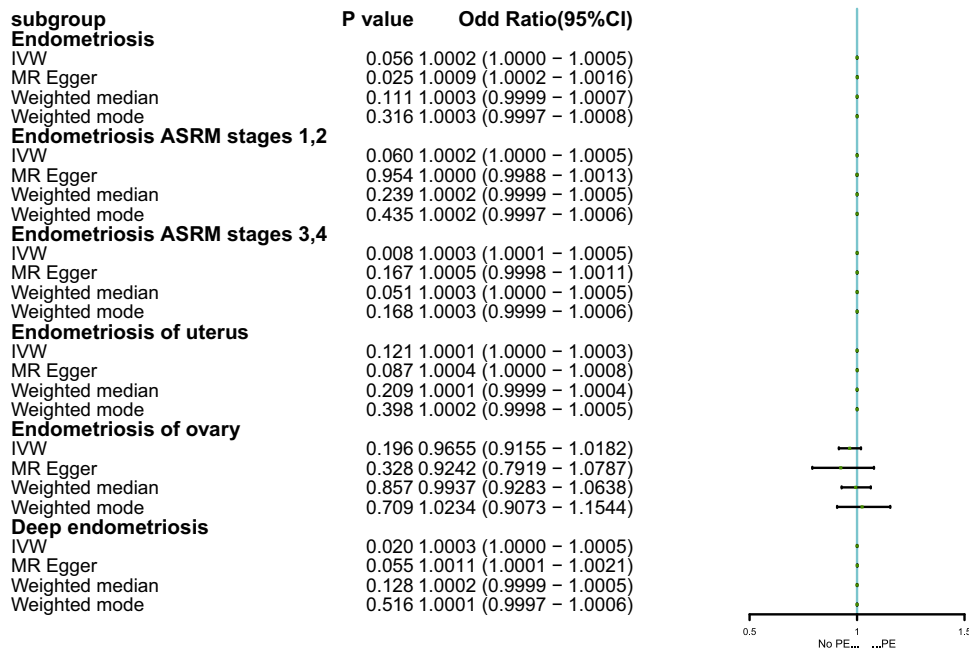 subgroup P value Odd Ratio(95%CI)
Endometriosis
IVW 0.056 1.0002 (1.0000 − 1.0005)
MR Egger 0.025 1.0009 (1.0002 − 1.0016)
Weighted median 0.111 1.0003 (0.9999 − 1.0007)
Weighted mode 0.316 1.0003 (0.9997 − 1.0008)
Endometriosis ASRM stages 1,2
IVW 0.060 1.0002 (1.0000 − 1.0005)
MR Egger 0.954 1.0000 (0.9988 − 1.0013)
Weighted median 0.239 1.0002 (0.9999 − 1.0005)
Weighted mode 0.435 1.0002 (0.9997 − 1.0006)
Endometriosis ASRM stages 3,4
IVW 0.008 1.0003 (1.0001 − 1.0005)
MR Egger 0.167 1.0005 (0.9998 − 1.0011)
Weighted median 0.051 1.0003 (1.0000 − 1.0005)
Weighted mode 0.168 1.0003 (0.9999 − 1.0006)
Endometriosis of uterus
IVW 0.121 1.0001 (1.0000 − 1.0003)
MR Egger 0.087 1.0004 (1.0000 − 1.0008)
Weighted median 0.209 1.0001 (0.9999 − 1.0004)
Weighted mode 0.398 1.0002 (0.9998 − 1.0005)
Endometriosis of ovary
IVW 0.196 0.9655 (0.9155 − 1.0182)
MR Egger 0.328 0.9242 (0.7919 − 1.0787)
Weighted median 0.857 0.9937 (0.9283 − 1.0638)
Weighted mode 0.709 1.0234 (0.9073 − 1.1544)
Deep endometriosis
IVW 0.020 1.0003 (1.0000 − 1.0005)
MR Egger 0.055 1.0011 (1.0001 − 1.0021)
Weighted median 0.128 1.0002 (0.9999 − 1.0005)
Weighted mode 0.516 1.0001 (0.9997 − 1.0006)
0.5 1 1.5
No PE... ...PE